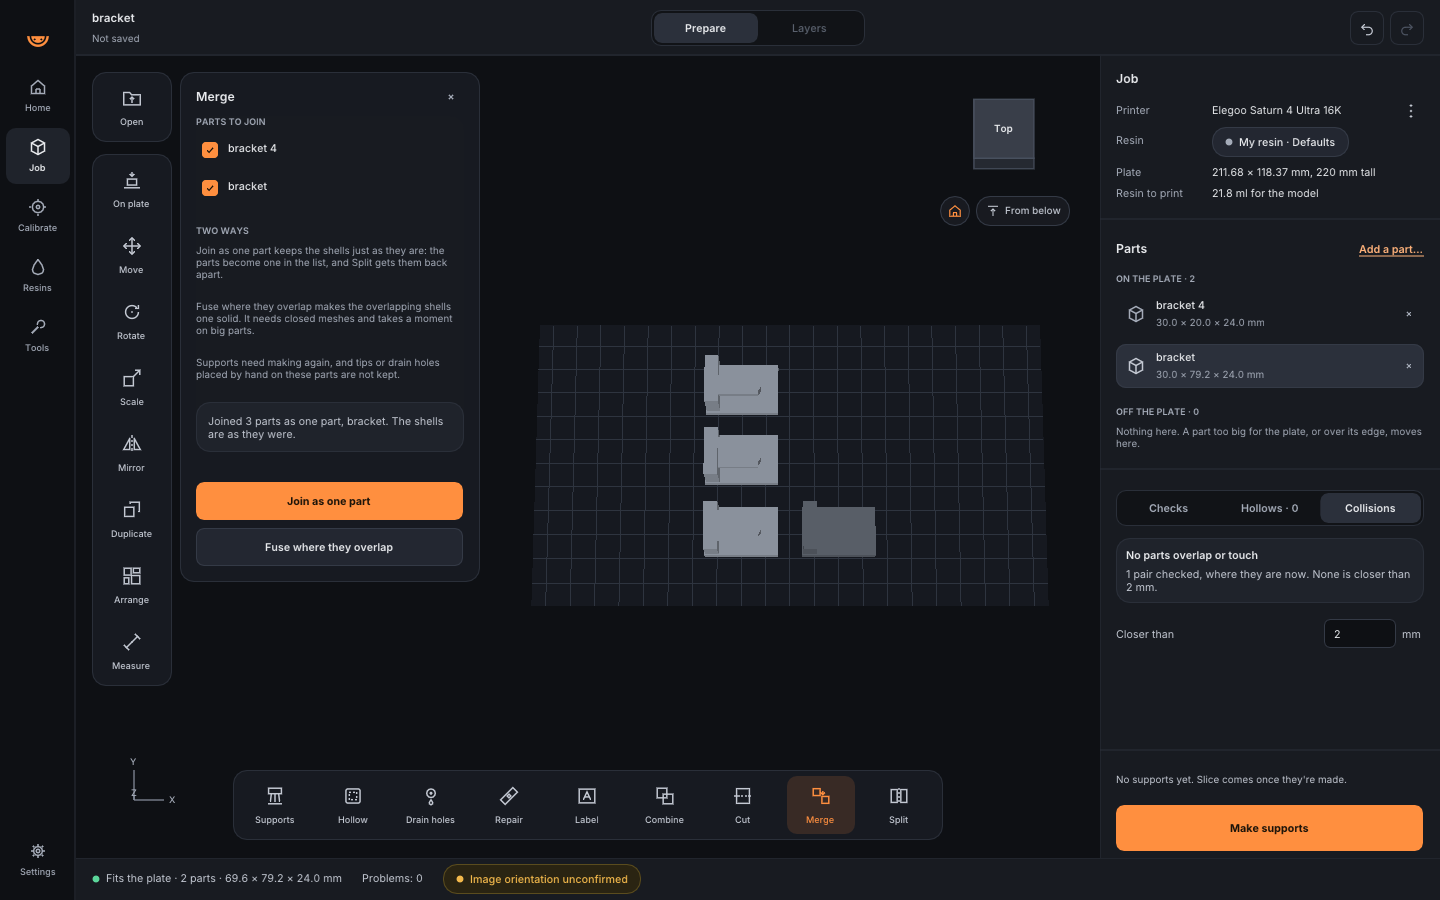 bracket
Not saved
Prepare
Layers
Home
Job
Calibrate
Resins
Tools
Settings
Open
On plate
Move
Rotate
Scale
Mirror
Duplicate
Arrange
Measure
Merge
PARTS TO JOIN
bracket 4
bracket
TWO WAYS
Join as one part keeps the shells just as they are: the
parts become one in the list, and Split gets them back
apart.
Fuse where they overlap makes the overlapping shells
one solid. It needs closed meshes and takes a moment
on big parts.
Supports need making again, and tips or drain holes
placed by hand on these parts are not kept.
Joined 3 parts as one part, bracket. The shells
are as they were.
Join as one part
Fuse where they overlap
Top
From below
Y
Z
X
Supports
Hollow
Drain holes
Repair
Label
Combine
Cut
Merge
Split
Job
Printer
Elegoo Saturn 4 Ultra 16K
Resin
My resin · Defaults
Plate
211.68 × 118.37 mm, 220 mm tall
Resin to print
21.8 ml for the model
Parts
Add a part...
ON THE PLATE · 2
bracket 4
30.0 × 20.0 × 24.0 mm
bracket
30.0 × 79.2 × 24.0 mm
OFF THE PLATE · 0
Nothing here. A part too big for the plate, or over its edge, moves
here.
Checks
Hollows · 0
Collisions
No parts overlap or touch
1 pair checked, where they are now. None is closer than
2 mm.
Closer than
2
mm
No supports yet. Slice comes once they're made.
Make supports
Fits the plate · 2 parts · 69.6 × 79.2 × 24.0 mm
Problems: 0
Image orientation unconfirmed